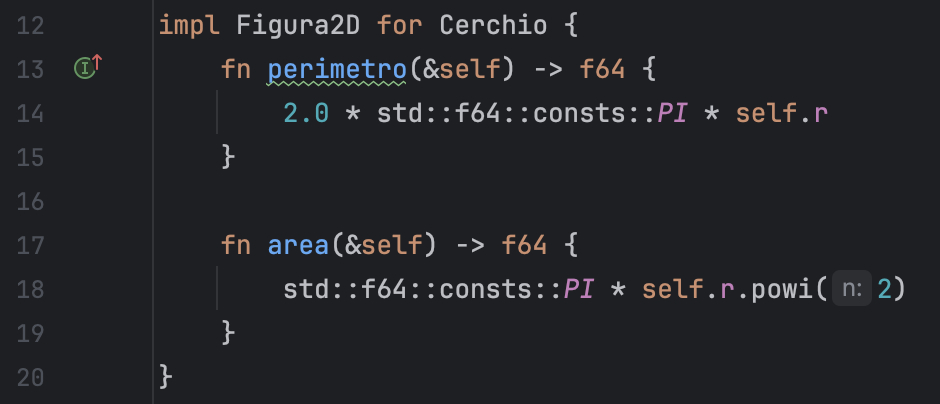 12 impl Figura2D for Cerchio {
13 fn perimetro(&self) -> f64 {
14 2.0 * std::f64::consts::PI * self.r
15 }
16
17 fn area(&self) -> f64 {
18 std::f64::consts::PI * self.r.powi( n: 2)
19 }
20 }